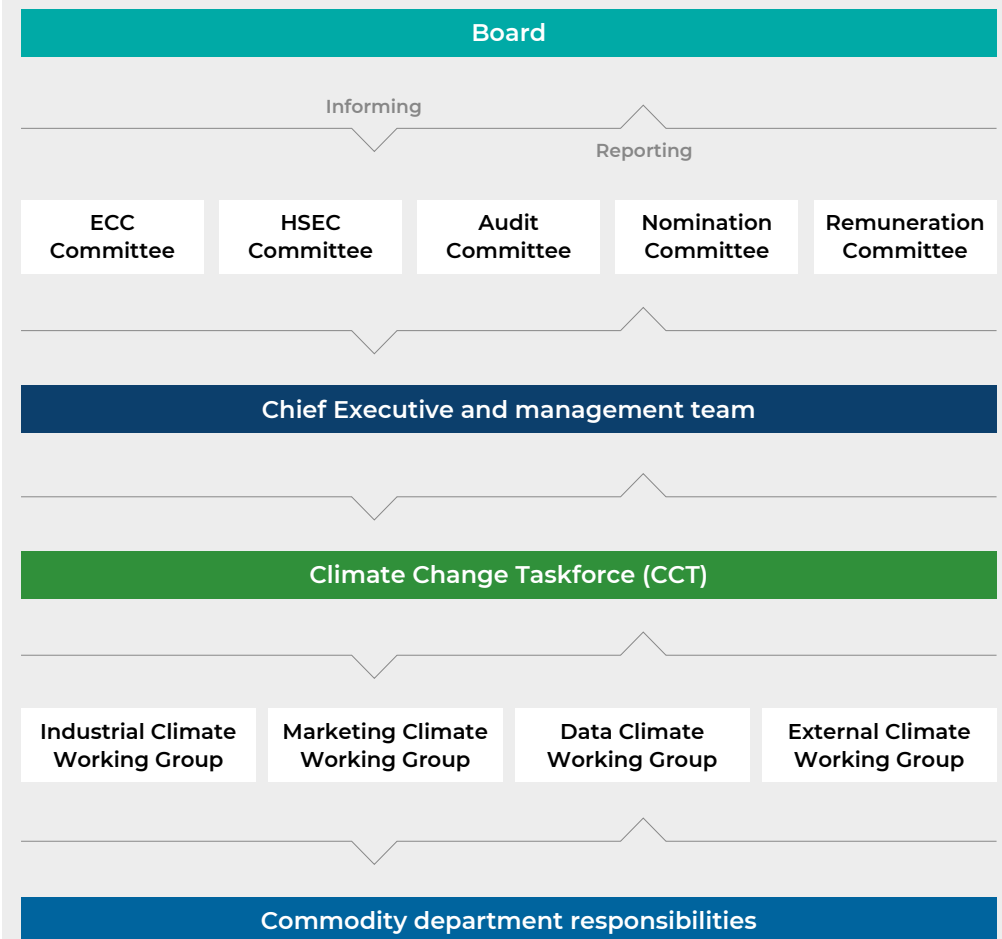 Board
Informing
Reporting
ECC
Committee
HSEC
Committee
Audit
Committee
Nomination
Committee
Remuneration
Committee
Chief Executive and management team
Climate Change Taskforce (CCT)
Industrial Climate
Working Group
Marketing Climate
Working Group
Data Climate
Working Group
External Climate
Working Group
Commodity department responsibilities